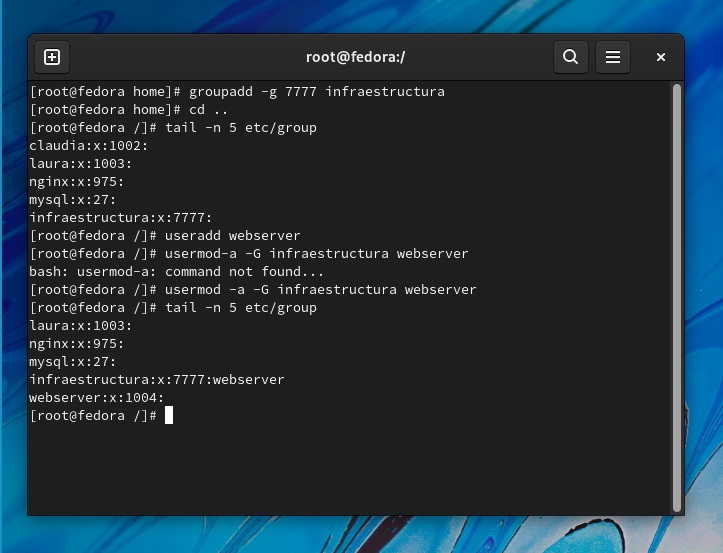 root@fedora:/
[root@fedora home]# groupadd -g 7777 infraestructura
[root@fedora home]# cd ..
[root@fedora /]# tail -n 5 etc/group
claudia:x:1002:
laura:x:1003:
nginx:x:975:
mysql:x:27:
infraestructura:x:7777:
[root@fedora /]# useradd webserver
[root@fedora /]# usermod-a -G infraestructura webserver
bash: usermod-a: command not found...
[root@fedora /]# usermod -a -G infraestructura webserver
[root@fedora /]# tail -n 5 etc/group
laura:x:1003:
nginx:x:975:
mysql:x:27:
infraestructura:x:7777:webserver
webserver:x:1004:
[root@fedora /]#